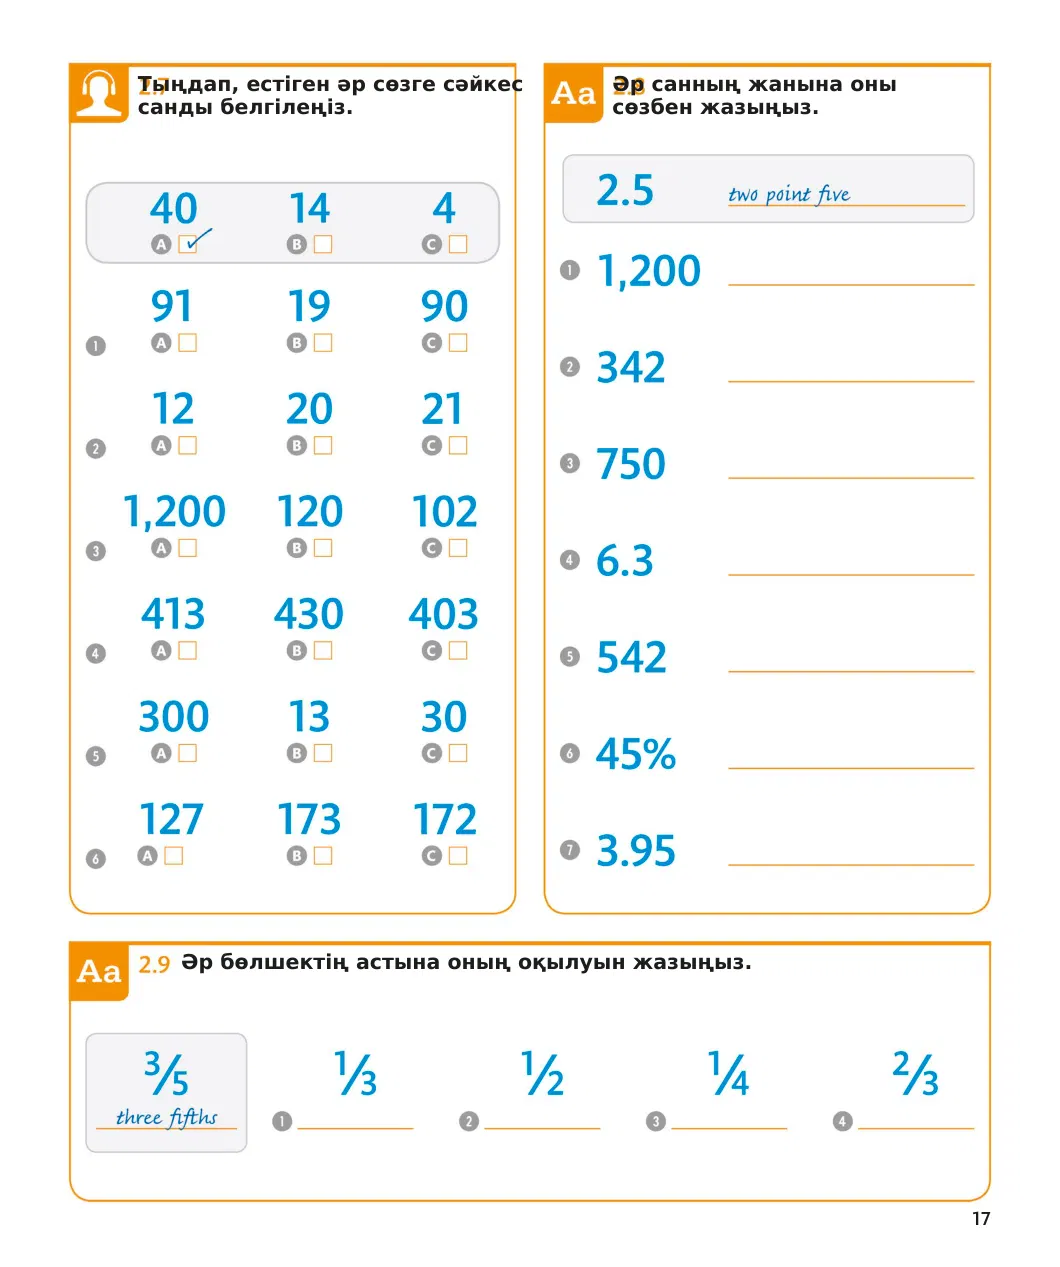 2.7 Тыңдап, естіген әр сөзге сәйкес
санды белгілеңіз.
40 14 4
A B C
91 19 90
1 A B C
12 20 21
2 A B C
1,200 120 102
3 A B C
413 430 403
4 A B C
300 13 30
5 A B C
127 173 172
6 A B C
Aa 2.8 Әр санның жанына оны
сөзбен жазыңыз.
2.5 two point five
1 1,200
2 342
3 750
4 6.3
5 542
6 45%
7 3.95
Aa 2.9 Әр бөлшектің астына оның оқылуын жазыңыз.
3/5 1/3 1/2 1/4 2/3
three fifths 1 2 3 4
17